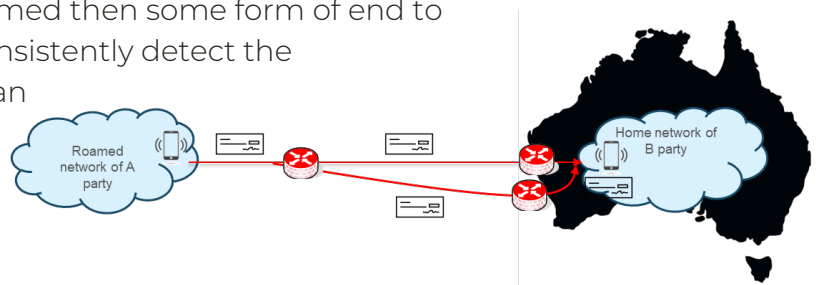 med then some form of end to
nsistently detect the
an
Roamed
network of A
party
Home network of
B party